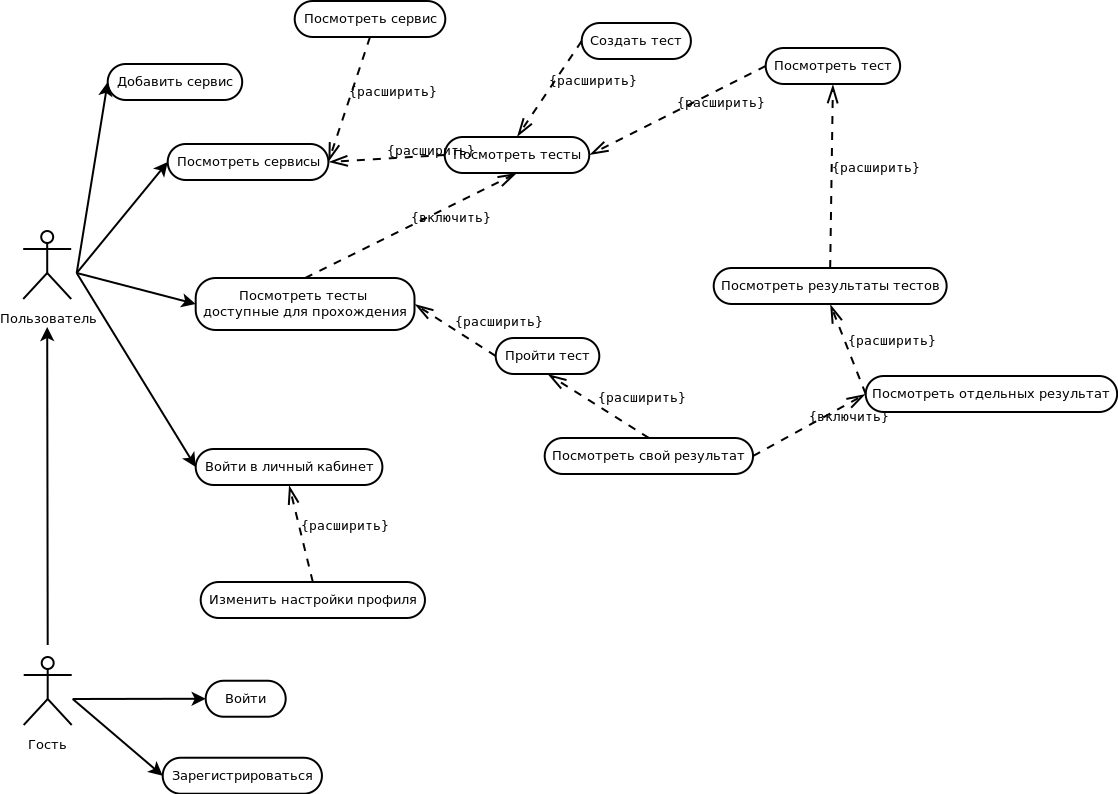 Посмотреть сервис
Создать тест
Посмотреть тест
Добавить сервис
{расширить}
{расширить}
{расширить}
Посмотреть сервисы
{расширить}
Посмотреть тесты
{расширить}
{включить}
Пользователь
Посмотреть тесты
доступные для прохождения
Посмотреть результаты тестов
{расширить}
Пройти тест
{расширить}
Посмотреть отдельных результат
{расширить}
{включить}
Посмотреть свой результат
Войти в личный кабинет
{расширить}
Изменить настройки профиля
Гость
Войти
Зарегистрироваться